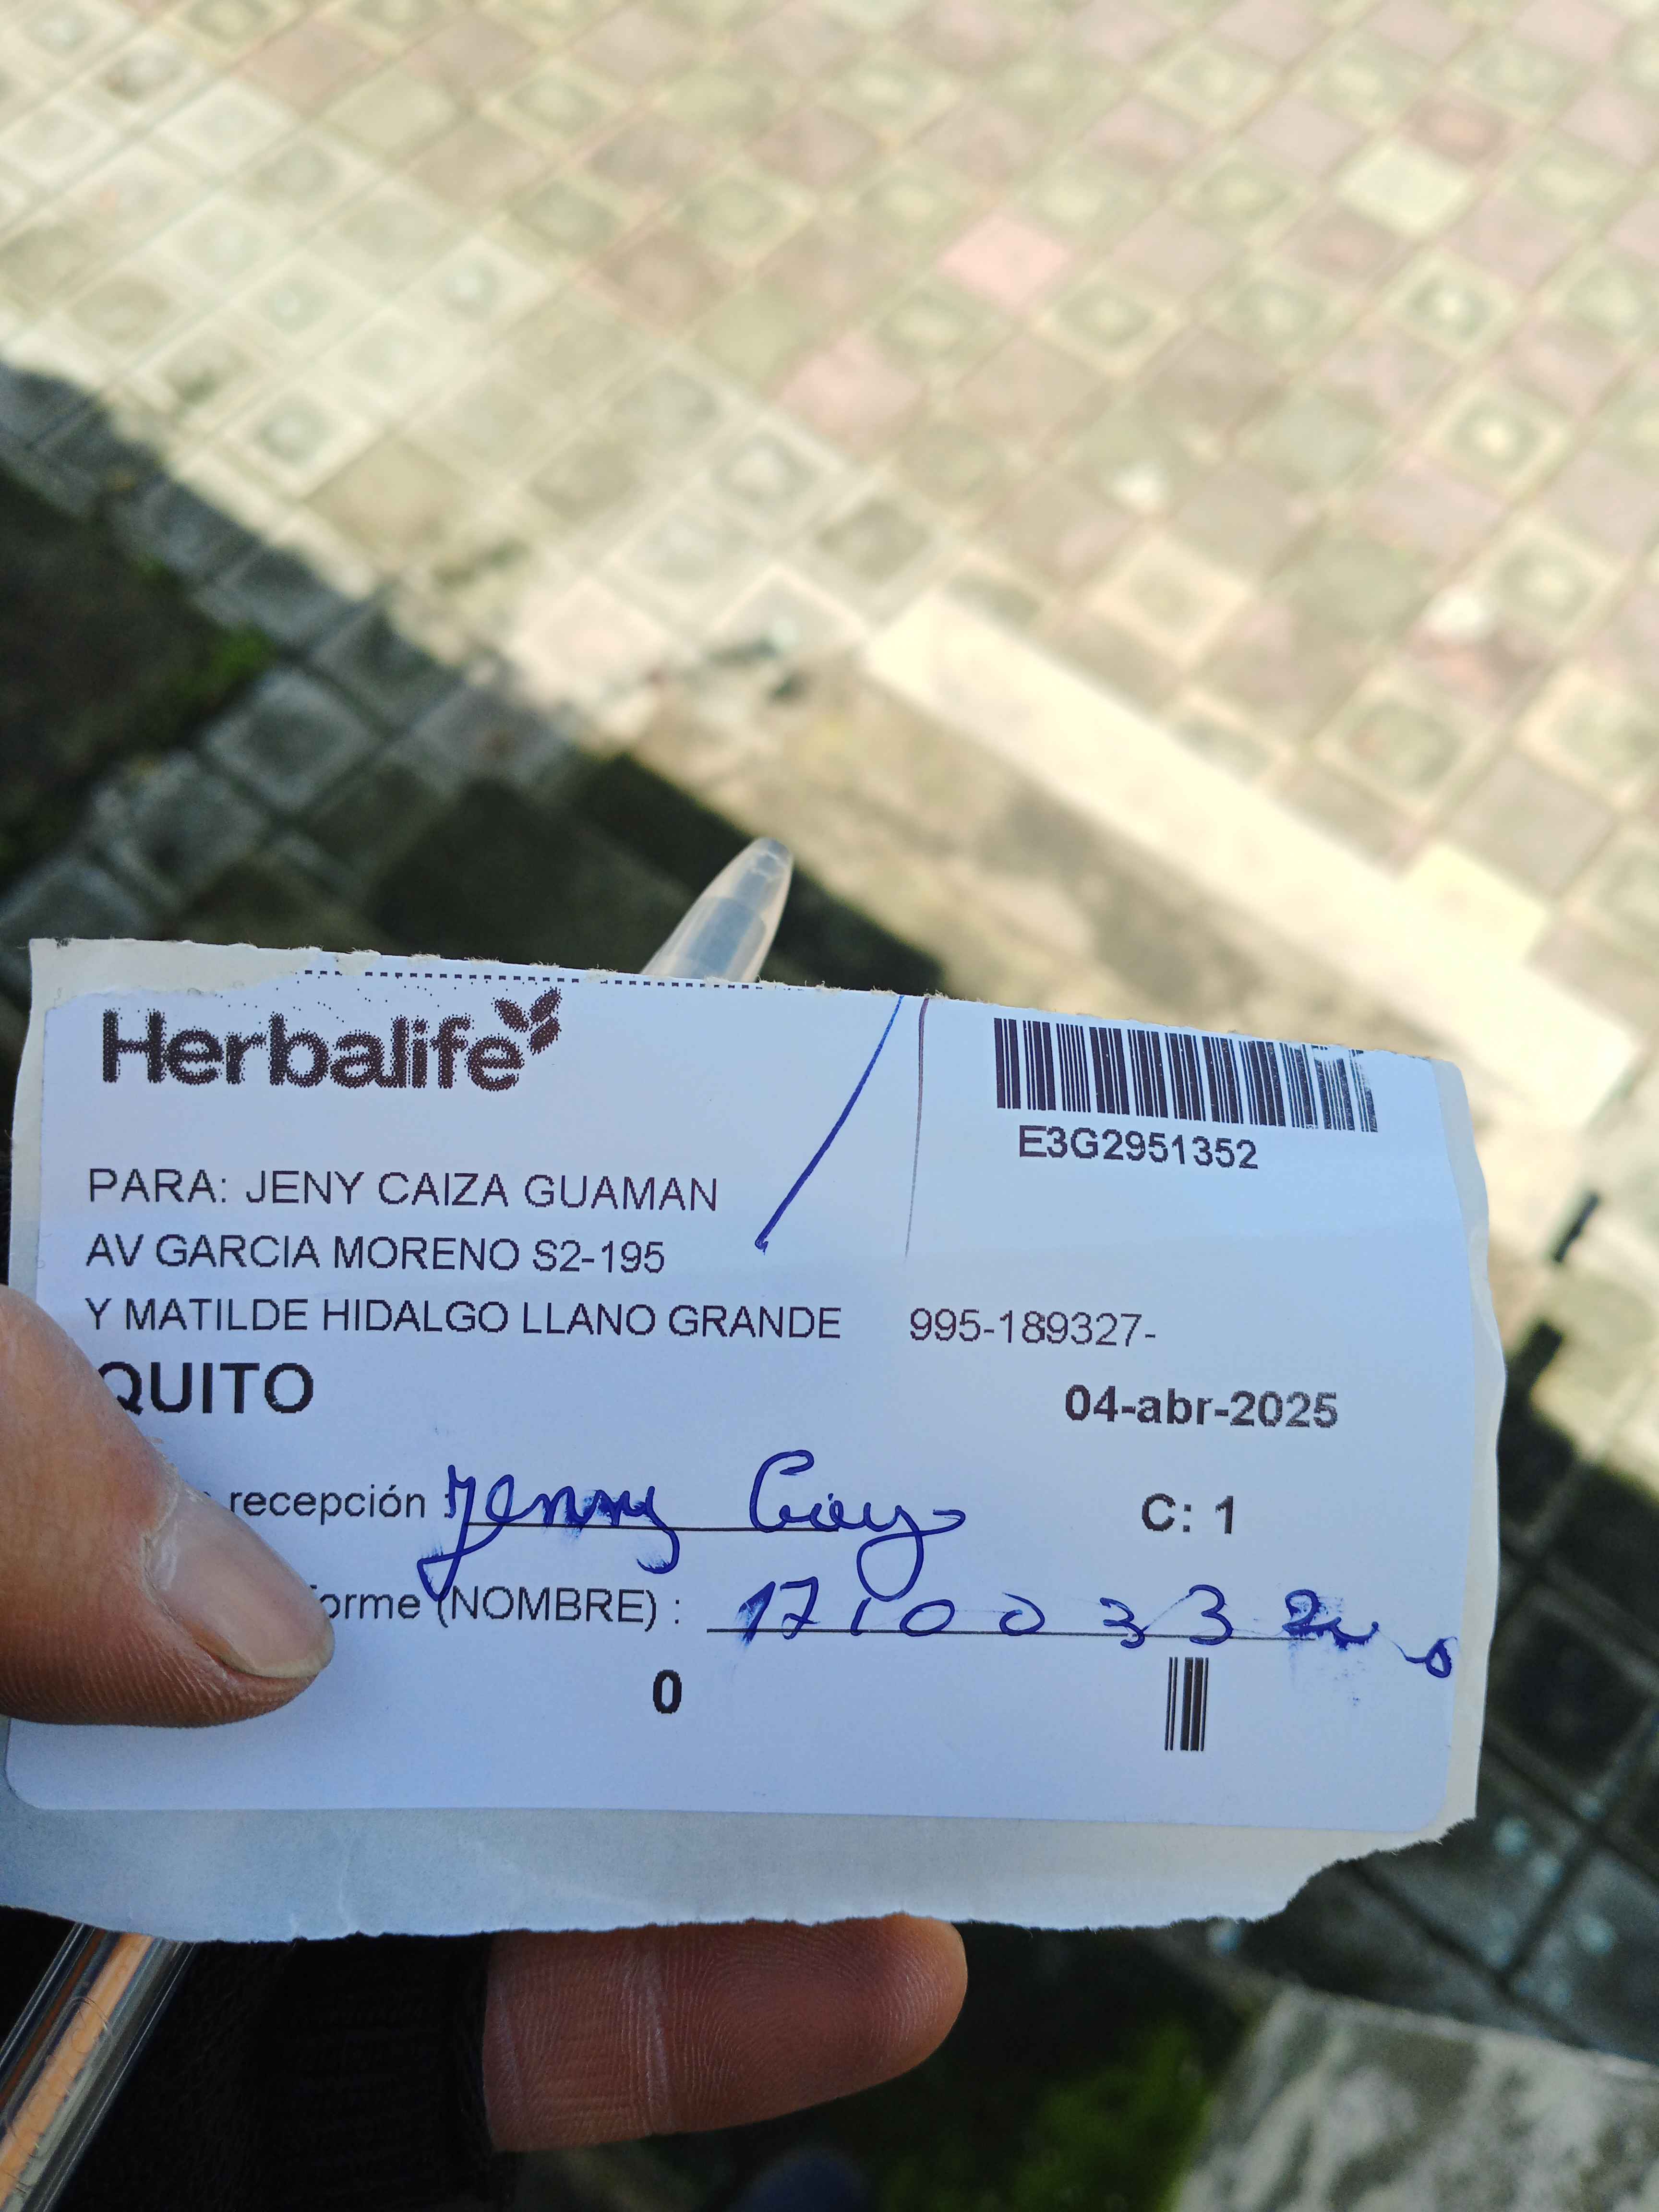 Herbalife
E3G2951352
PARA: JENY CAIZA GUAMAN
AV GARCIA MORENO S2-195
Y MATILDE HIDALGO LLANO GRANDE 995-189327-
QUITO
04-abr-2025
recepción : Jenny Caiza
C: 1
forme (NOMBRE) :
0